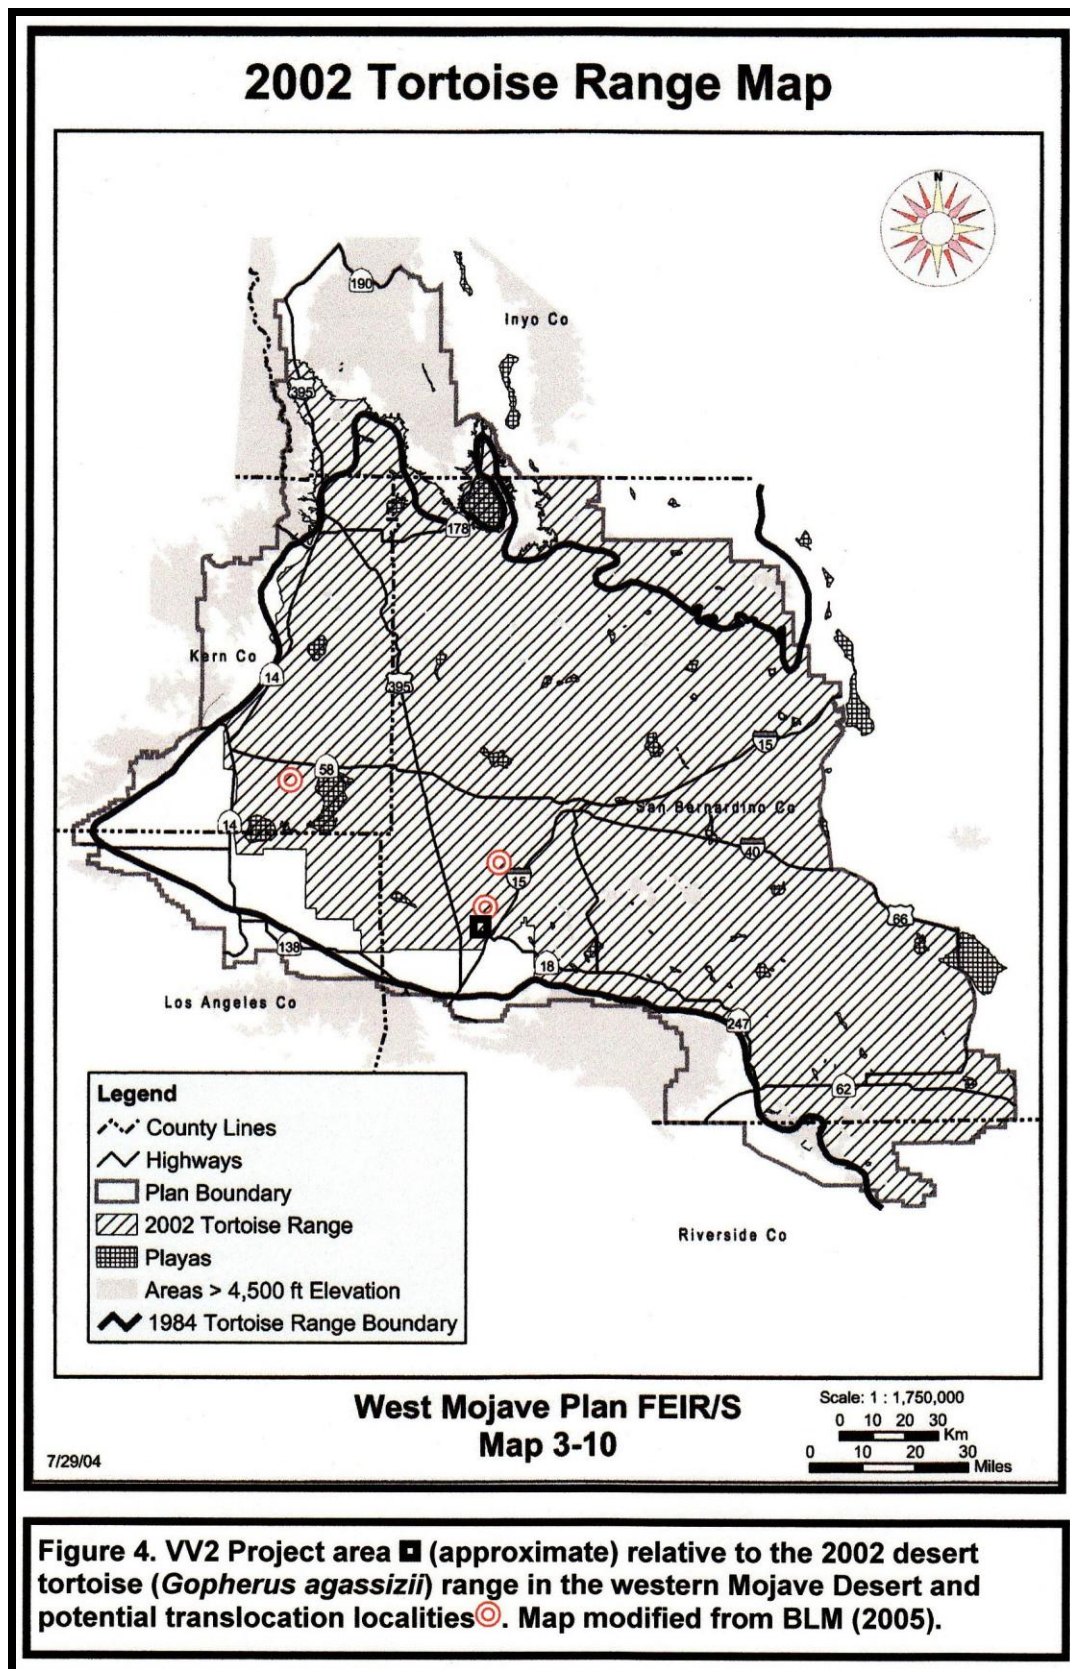 2002 Tortoise Range Map
N
190
Inyo Co
395
178
Kern Co
14
395
15
58
San Bernardino Co
14
40
15
66
138
18
Los Angeles Co
247
62
Riverside Co
Legend
County Lines
Highways
Plan Boundary
2002 Tortoise Range
Playas
Areas > 4,500 ft Elevation
1984 Tortoise Range Boundary
West Mojave Plan FEIR/S
Map 3-10
7/29/04
Scale: 1 : 1,750,000
0 10 20 30
Km
0 10 20 30
Miles
Figure 4. VV2 Project area (approximate) relative to the 2002 desert
tortoise (Gopherus agassizii) range in the western Mojave Desert and
potential translocation localities. Map modified from BLM (2005).